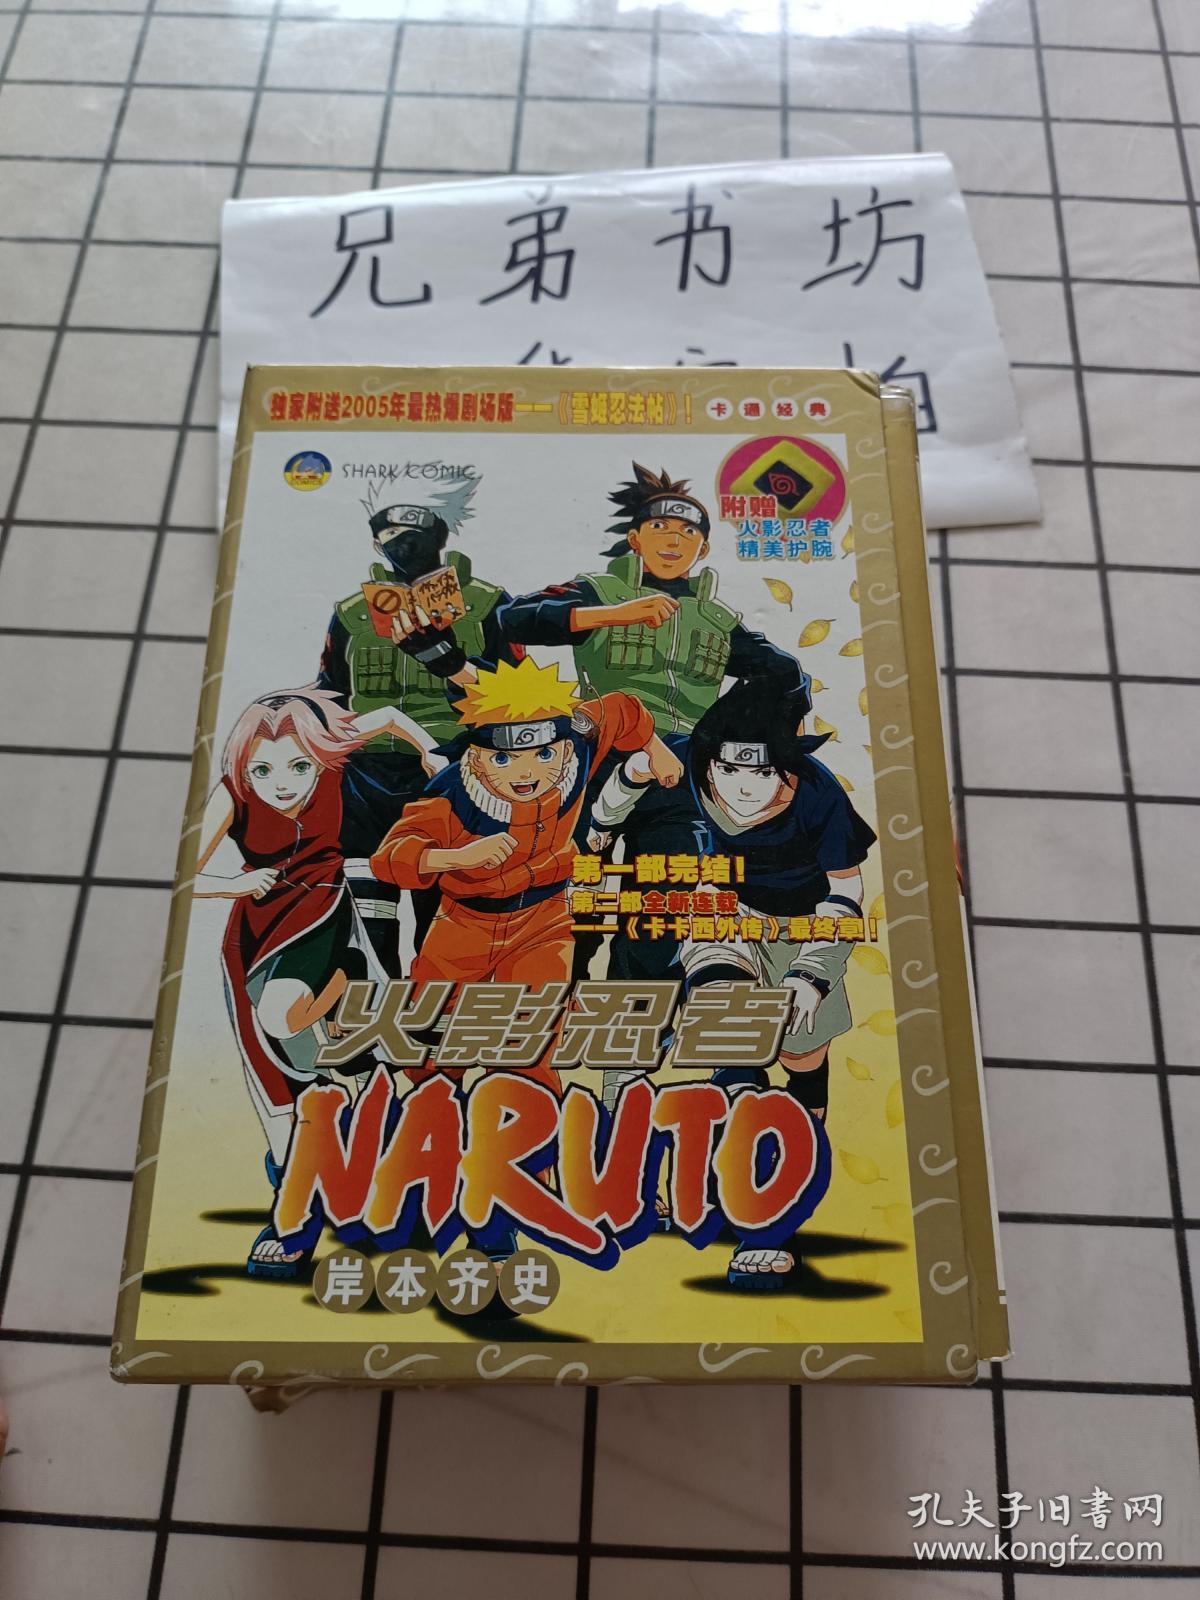 兄弟书坊
独家附送2005年最热爆剧场版——《雪姬忍法帖》！
卡通经典
COMICS
SHARK COMIC
附赠
火影忍者
精美护腕
第一部完结！
第二部全新连载
——《卡卡西外传》最终章！
火影忍者
NARUTO
岸本齐史
孔夫子旧書网
www.kongfz.com